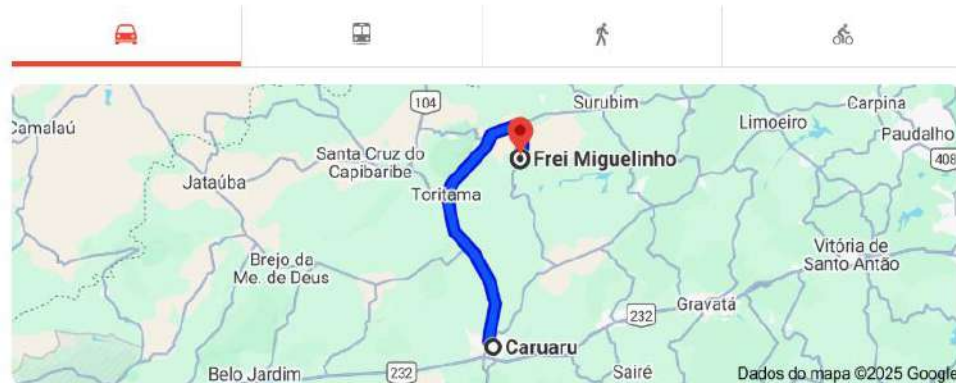 104
Surubim
Carpina
Camalaú
Limoeiro
Paudalho
Santa Cruz do
Capibaribe
Frei Miguelinho
408
Jataúba
Toritama
Brejo da
Me. de Deus
Vitória de
Santo Antão
Gravatá
232
Caruaru
Belo Jardim
232
Sairé
Dados do mapa ©2025 Google